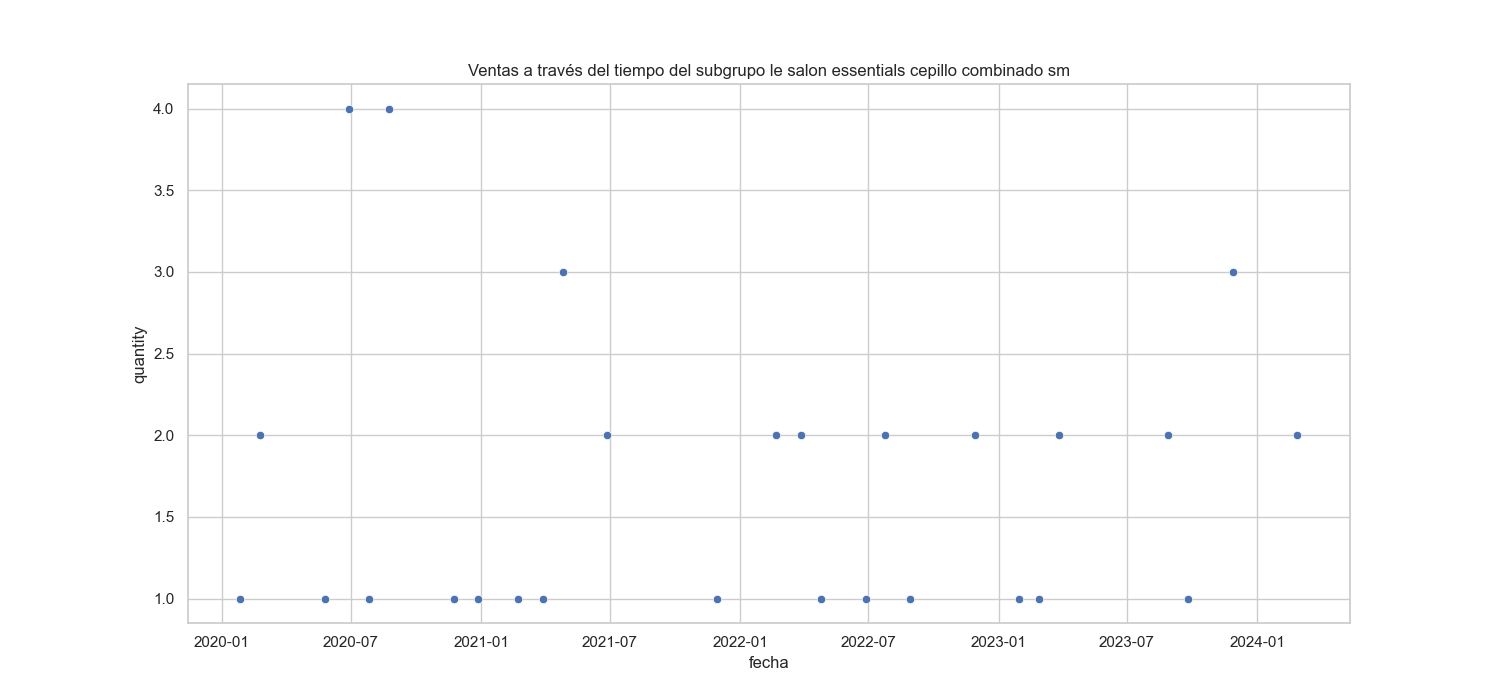 Ventas a través del tiempo del subgrupo le salon essentials cepillo combinado sm
4.0
3.5
3.0
2.5
2.0
1.5
1.0
quantity
2020-01 2020-07 2021-01 2021-07 2022-01 2022-07 2023-01 2023-07 2024-01
fecha